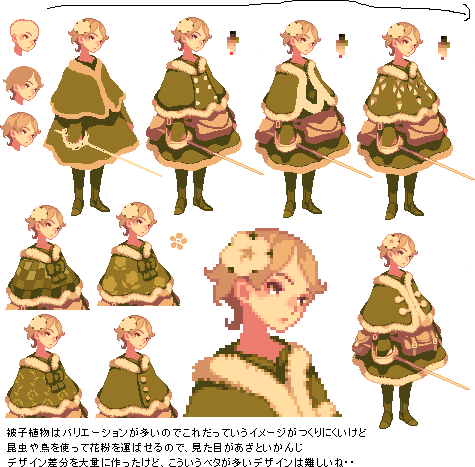 被子植物はバリエーションが多いのでこれだっていうイメージがつくりにくいけど
昆虫や鳥を使って花粉を運ばせるので、見た目があざといかんじ
デザイン差分を大量に作ったけど、こういうベタが多いデザインは難しいね・・